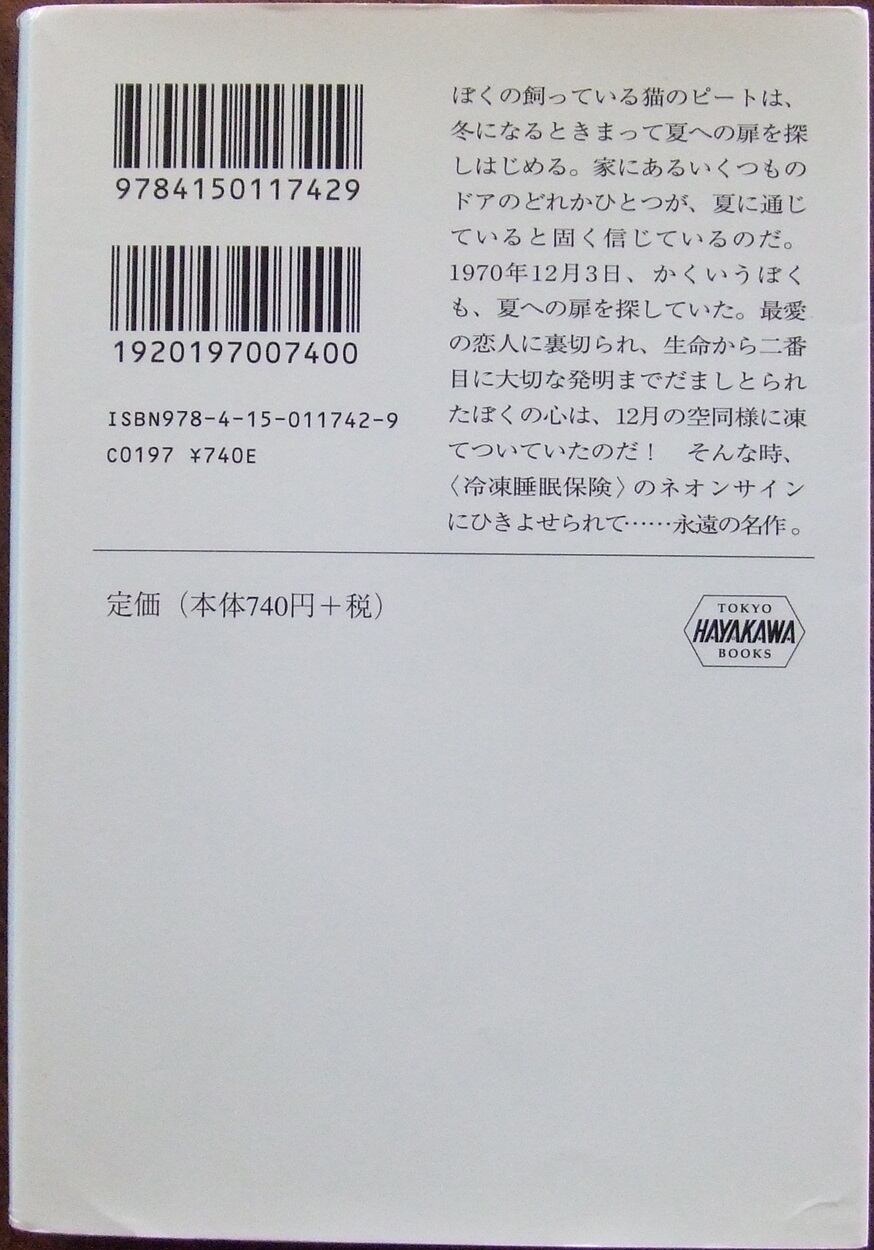 9784150117429
1920197007400
ISBN978-4-15-011742-9
C0197 ¥740E
ぼくの飼っている猫のピートは、
冬になるときまって夏への扉を探
しはじめる。家にあるいくつもの
ドアのどれかひとつが、夏に通じ
ていると固く信じているのだ。
1970年12月3日、かくいうぼく
も、夏への扉を探していた。最愛
の恋人に裏切られ、生命から二番
目に大切な発明までだましとられ
たぼくの心は、12月の空同様に凍
てついていたのだ！　そんな時、
〈冷凍睡眠保険〉のネオンサイン
にひきよせられて……永遠の名作。
定価（本体740円＋税）
TOKYO
HAYAKAWA
BOOKS